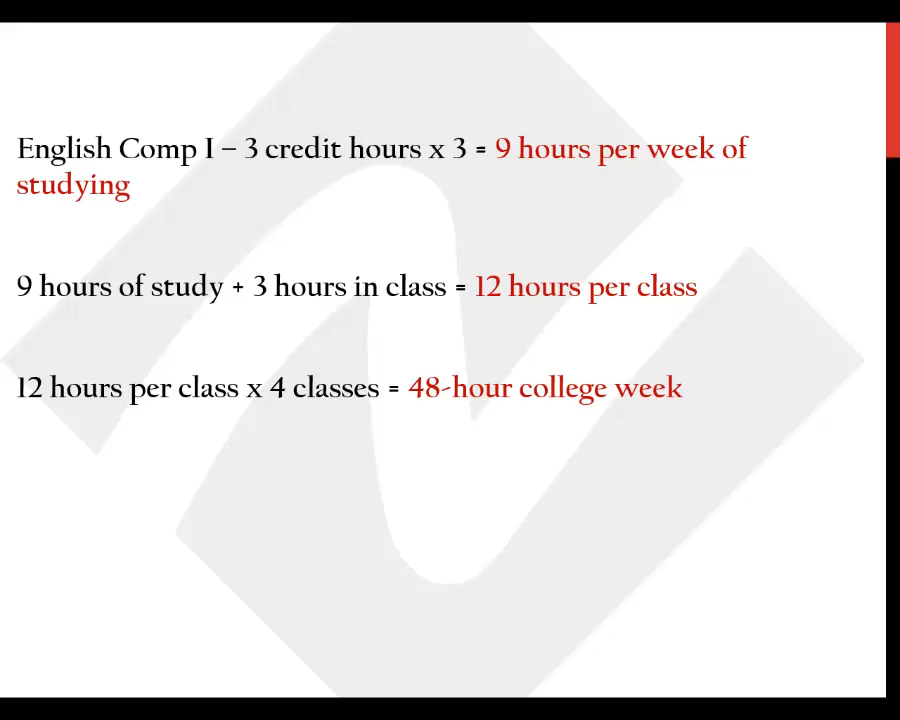 English Comp I – 3 credit hours x 3 = 9 hours per week of
studying
9 hours of study + 3 hours in class = 12 hours per class
12 hours per class x 4 classes = 48-hour college week